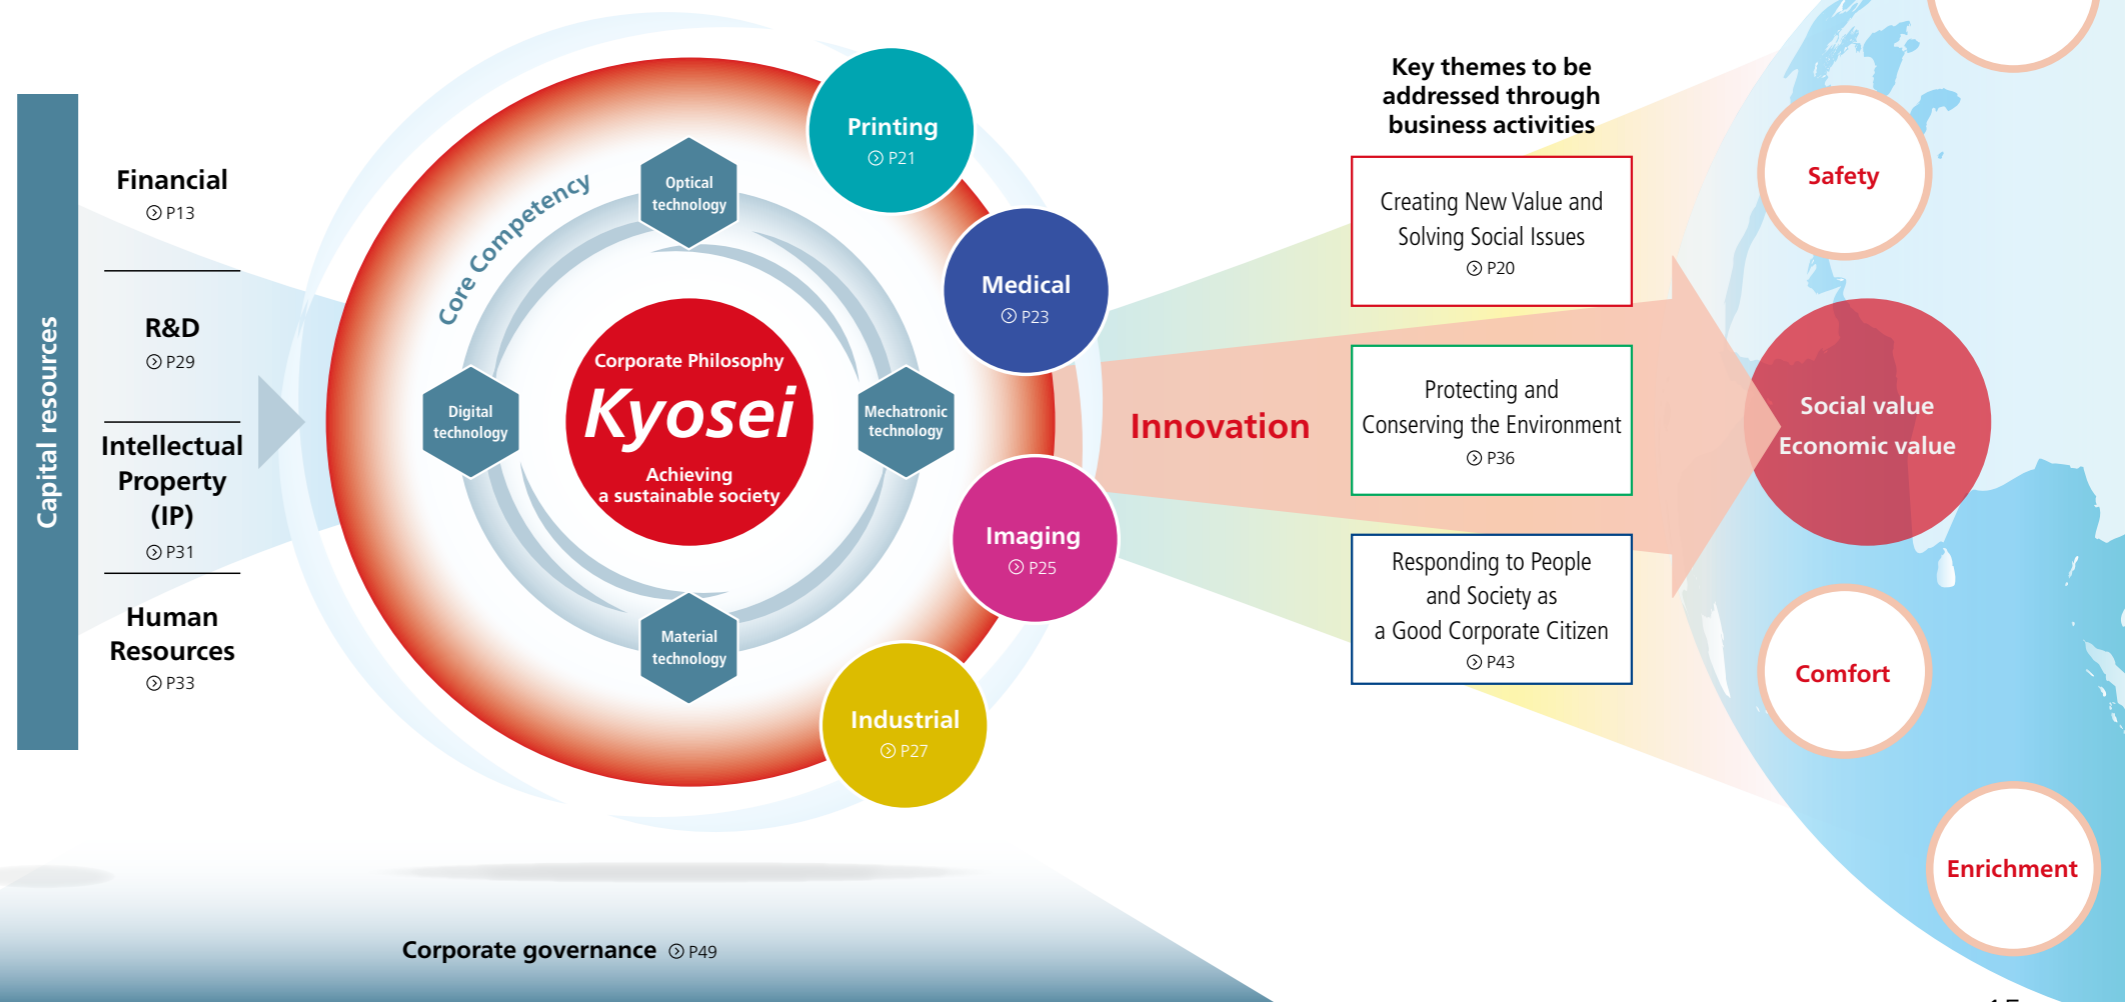 Capital resources
Financial
P13
R&D
P29
Intellectual
Property
(IP)
P31
Human
Resources
P33
Core Competency
Optical
technology
Digital
technology
Mechatronic
technology
Material
technology
Corporate Philosophy
Kyosei
Achieving
a sustainable society
Printing
P21
Medical
P23
Imaging
P25
Industrial
P27
Innovation
Key themes to be
addressed through
business activities
Creating New Value and
Solving Social Issues
P20
Protecting and
Conserving the Environment
P36
Responding to People
and Society as
a Good Corporate Citizen
P43
Safety
Social value
Economic value
Comfort
Enrichment
Corporate governance P49